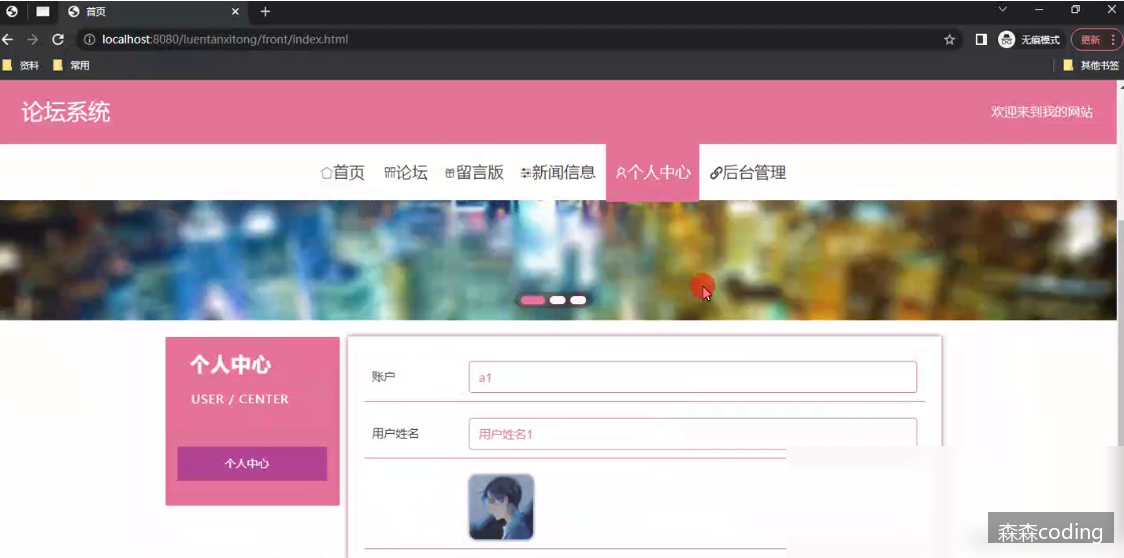 首页
localhost:8080/luentanxitong/front/index.html
无痕模式
更新
资料
常用
其他书签
论坛系统
欢迎来到我的网站
首页
论坛
留言版
新闻信息
个人中心
后台管理
个人中心
USER / CENTER
个人中心
账户
a1
用户姓名
用户姓名1
森森coding